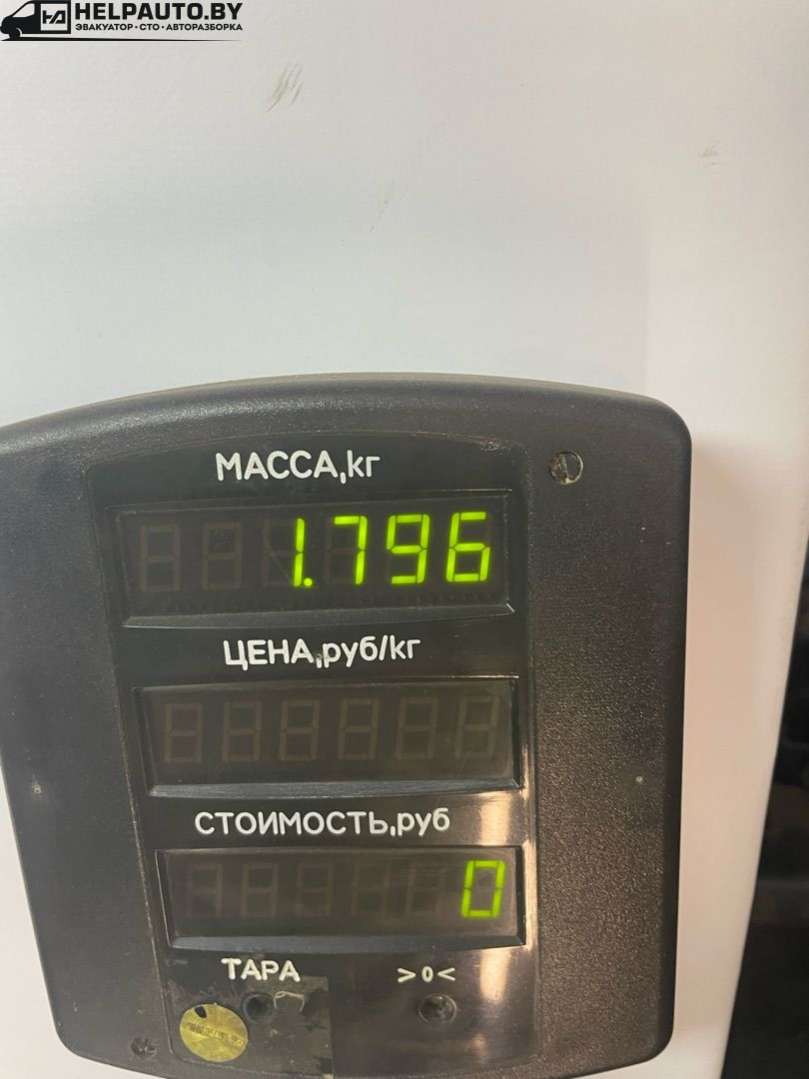 HELPAUTO.BY
ЭВАКУАТОР•СТО•АВТОРАЗБОРКА
МАССА,кг
1.796
ЦЕНА,руб/кг
СТОИМОСТЬ,руб
0
ТАРА >0<